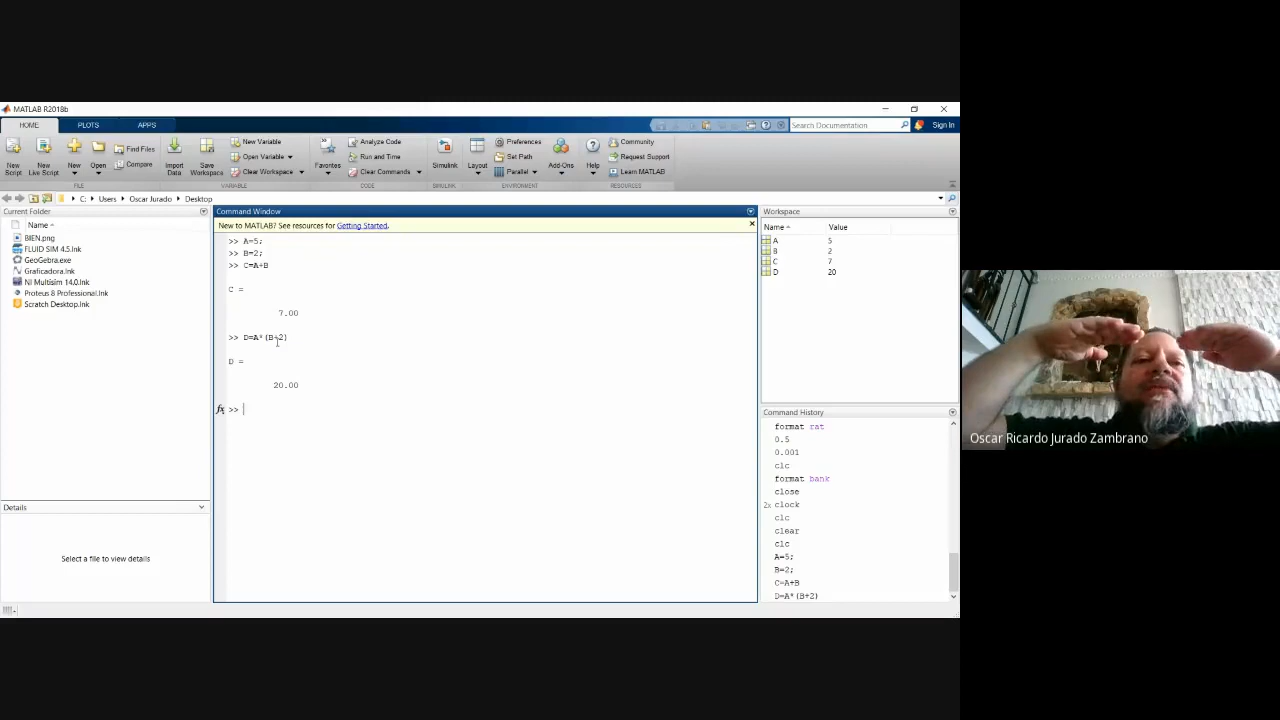 MATLAB R2018b
HOME PLOTS APPS
Search Documentation
Sign In
New Script
New Live Script
New
Open
Find Files
Compare
Import Data
Save Workspace
New Variable
Open Variable
Clear Workspace
Favorites
Analyze Code
Run and Time
Clear Commands
Simulink
Layout
Preferences
Set Path
Parallel
Add-Ons
Help
Community
Request Support
Learn MATLAB
FILE VARIABLE CODE SIMULINK ENVIRONMENT RESOURCES
C: Users Oscar Jurado Desktop
Current Folder
Name
BIEN.png
FLUID SIM 4.5.lnk
GeoGebra.exe
Graficadora.lnk
NI Multisim 14.0.lnk
Proteus 8 Professional.lnk
Scratch Desktop.lnk
Details
Select a file to view details
Command Window
New to MATLAB? See resources for Getting Started.
>> A=5;
>> B=2;
>> C=A+B
C =
7.00
>> D=A*(B+2)
D =
20.00
fx >>
Workspace
Name Value
A 5
B 2
C 7
D 20
Command History
format rat
0.5
0.001
clc
format bank
close
2x clock
clc
clear
clc
A=5;
B=2;
C=A+B
D=A*(B+2)
Oscar Ricardo Jurado Zambrano